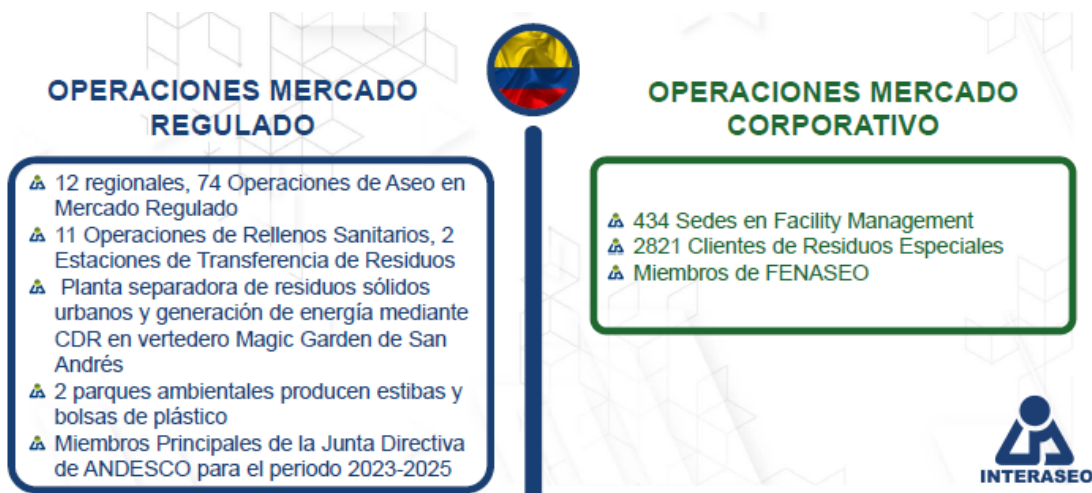 OPERACIONES MERCADO
REGULADO
12 regionales, 74 Operaciones de Aseo en
Mercado Regulado
11 Operaciones de Rellenos Sanitarios, 2
Estaciones de Transferencia de Residuos
Planta separadora de residuos sólidos
urbanos y generación de energía mediante
CDR en vertedero Magic Garden de San
Andrés
2 parques ambientales producen estibas y
bolsas de plástico
Miembros Principales de la Junta Directiva
de ANDESCO para el periodo 2023-2025
OPERACIONES MERCADO
CORPORATIVO
434 Sedes en Facility Management
2821 Clientes de Residuos Especiales
Miembros de FENASEO
INTERASEO